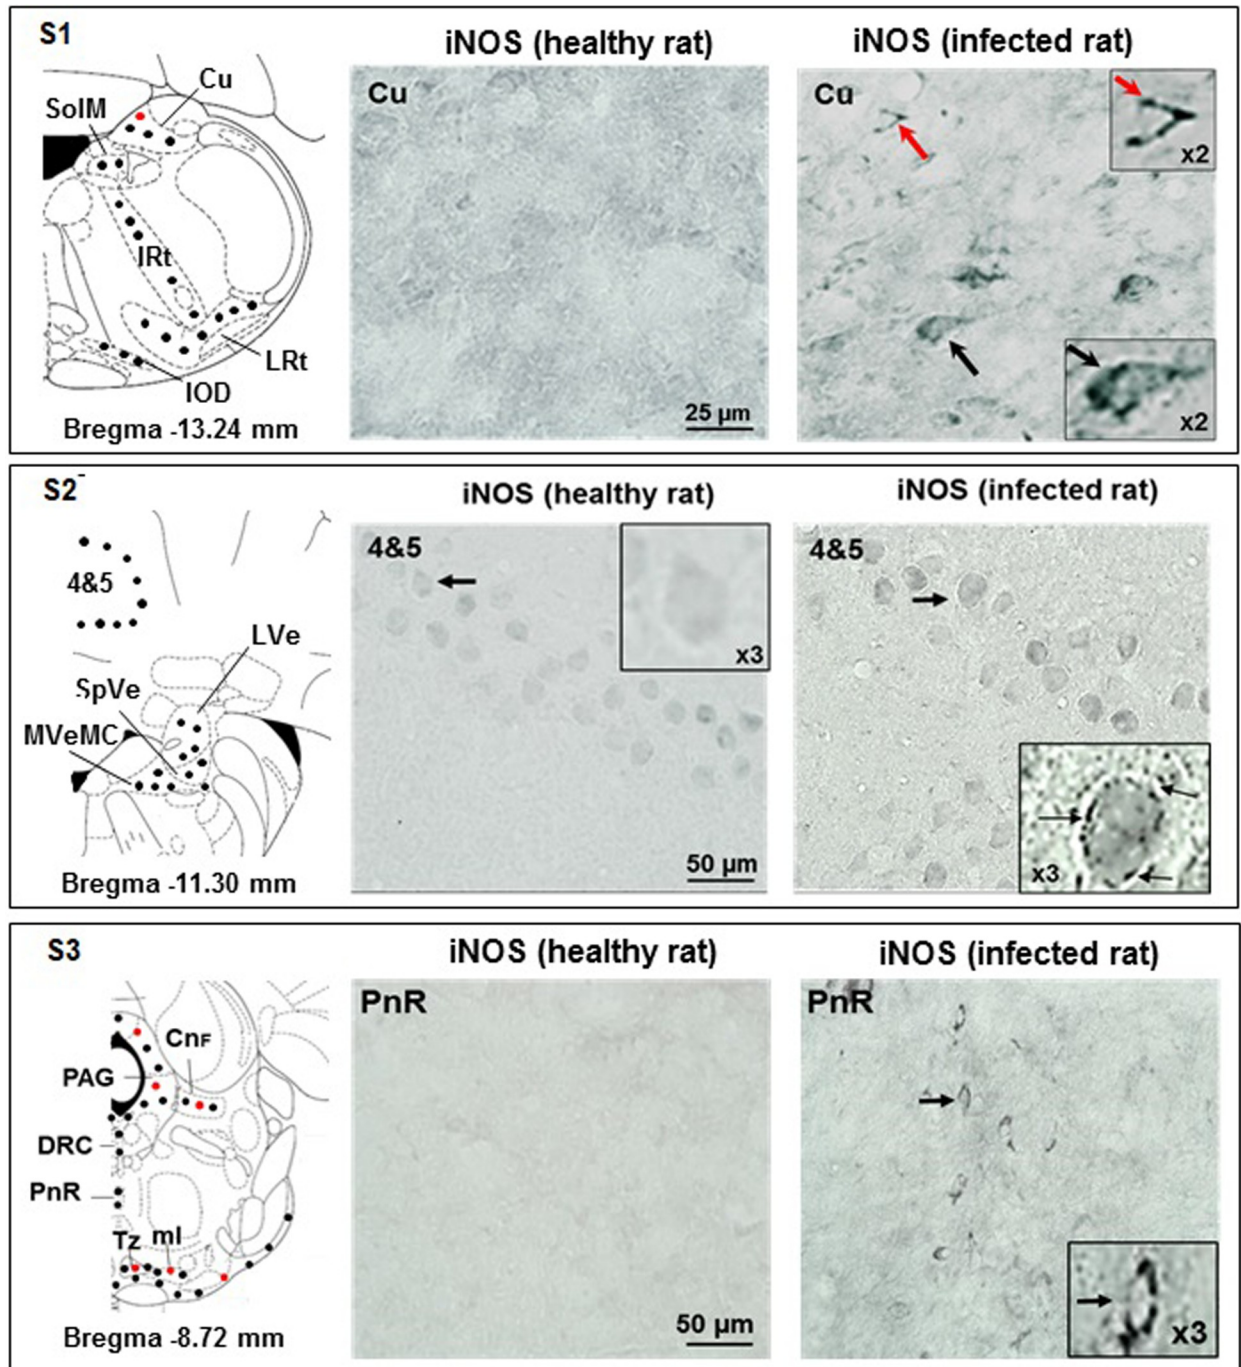 S1
iNOS (healthy rat)
iNOS (infected rat)
Cu
SolM
IRt
LRt
IOD
Bregma -13.24 mm
Cu
25 µm
Cu
x2
x2
S2-
iNOS (healthy rat)
iNOS (infected rat)
4&5
LVe
SpVe
MVeMC
Bregma -11.30 mm
4&5
x3
50 µm
4&5
x3
S3
iNOS (healthy rat)
iNOS (infected rat)
CnF
PAG
DRC
PnR
Tz ml
Bregma -8.72 mm
PnR
50 µm
PnR
x3